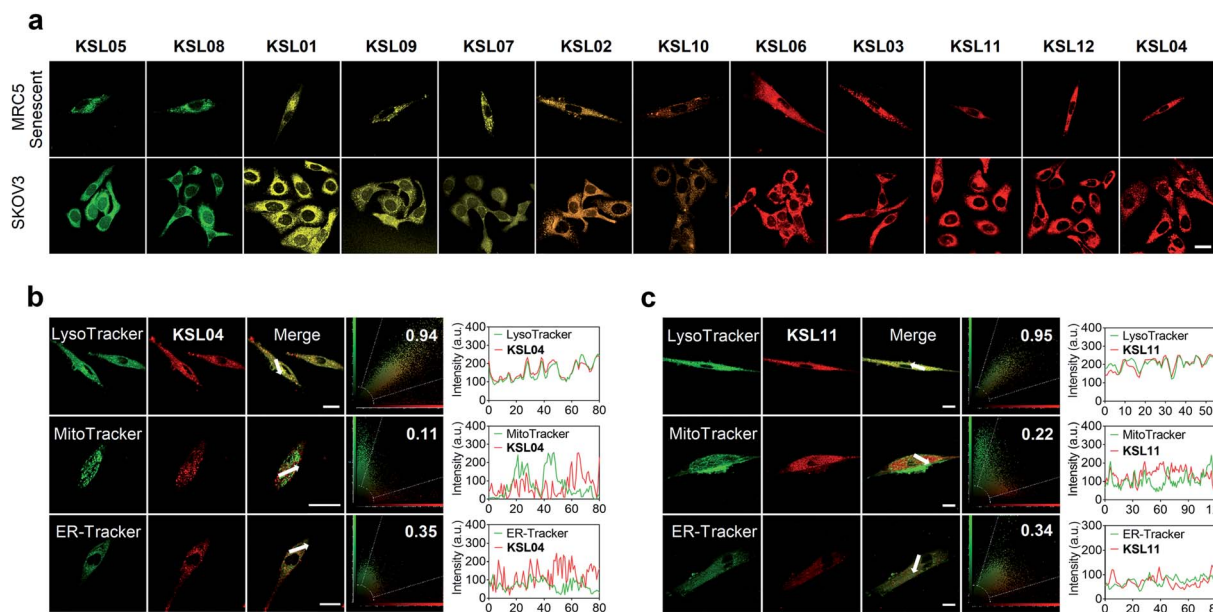 a
KSL05 KSL08 KSL01 KSL09 KSL07 KSL02 KSL10 KSL06 KSL03 KSL11 KSL12 KSL04
MRC5
Senescent
SKOV3
b
LysoTracker KSL04 Merge 0.94
Intensity (a.u.)
400
300
200
100
0
LysoTracker
KSL04
0 20 40 60 80
MitoTracker 0.11
Intensity (a.u.)
400
300
200
100
0
MitoTracker
KSL04
0 20 40 60 80
ER-Tracker 0.35
Intensity (a.u.)
400
300
200
100
0
ER-Tracker
KSL04
0 20 40 60 80
c
LysoTracker KSL11 Merge 0.95
Intensity (a.u.)
400
300
200
100
0
LysoTracker
KSL11
0 10 20 30 40 50
MitoTracker 0.22
Intensity (a.u.)
400
300
200
100
0
MitoTracker
KSL11
0 30 60 90
ER-Tracker 0.34
Intensity (a.u.)
300
200
100
0
ER-Tracker
KSL11
0 20 40 60 80